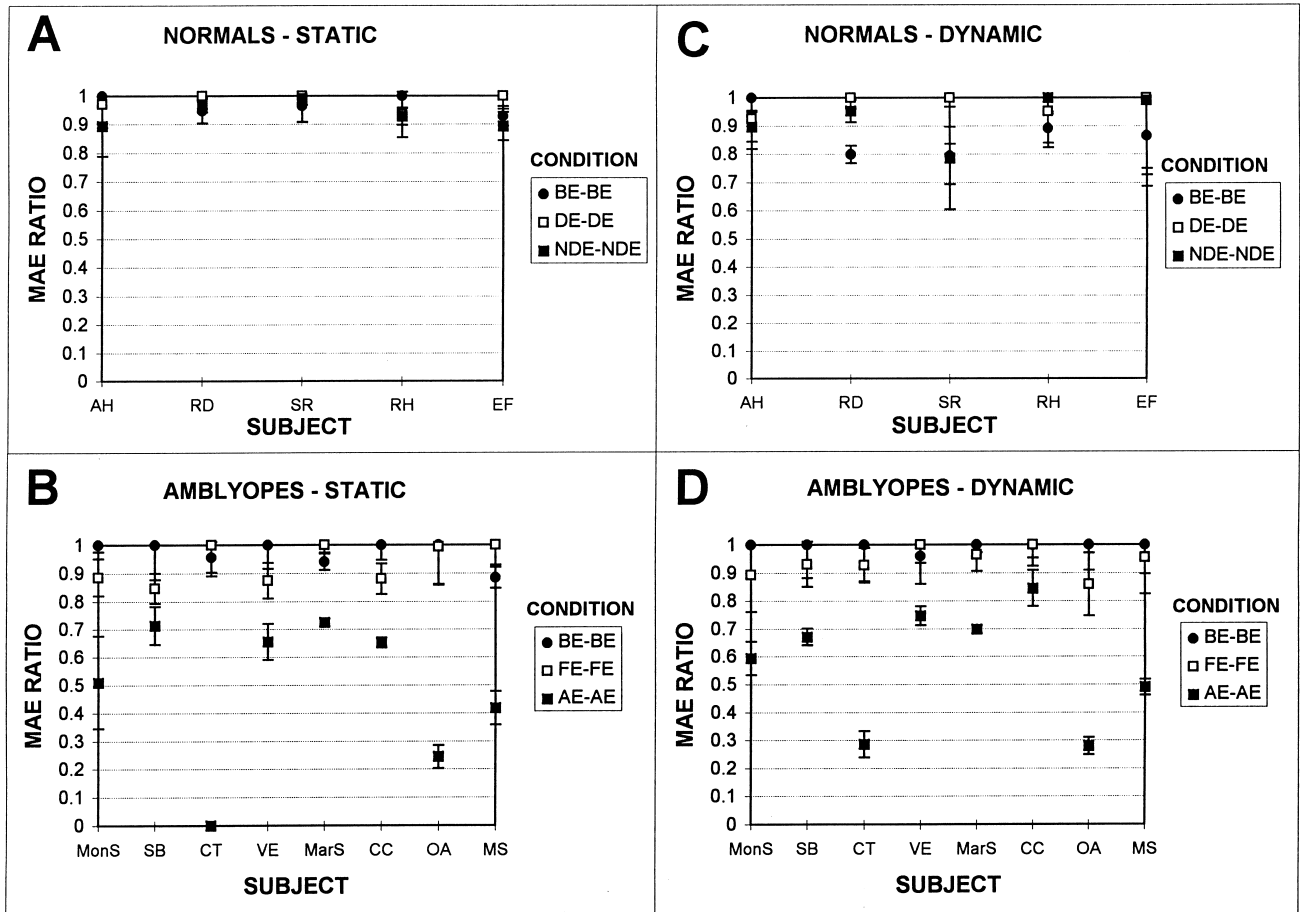 A
NORMALS - STATIC
MAE RATIO
1
0.9
0.8
0.7
0.6
0.5
0.4
0.3
0.2
0.1
0
AH RD SR RH EF
SUBJECT
CONDITION
BE-BE
DE-DE
NDE-NDE
C
NORMALS - DYNAMIC
MAE RATIO
1
0.9
0.8
0.7
0.6
0.5
0.4
0.3
0.2
0.1
0
AH RD SR RH EF
SUBJECT
CONDITION
BE-BE
DE-DE
NDE-NDE
B
AMBLYOPES - STATIC
MAE RATIO
1
0.9
0.8
0.7
0.6
0.5
0.4
0.3
0.2
0.1
0
MonS SB CT VE MarS CC OA MS
SUBJECT
CONDITION
BE-BE
FE-FE
AE-AE
D
AMBLYOPES - DYNAMIC
MAE RATIO
1
0.9
0.8
0.7
0.6
0.5
0.4
0.3
0.2
0.1
0
MonS SB CT VE MarS CC OA MS
SUBJECT
CONDITION
BE-BE
FE-FE
AE-AE